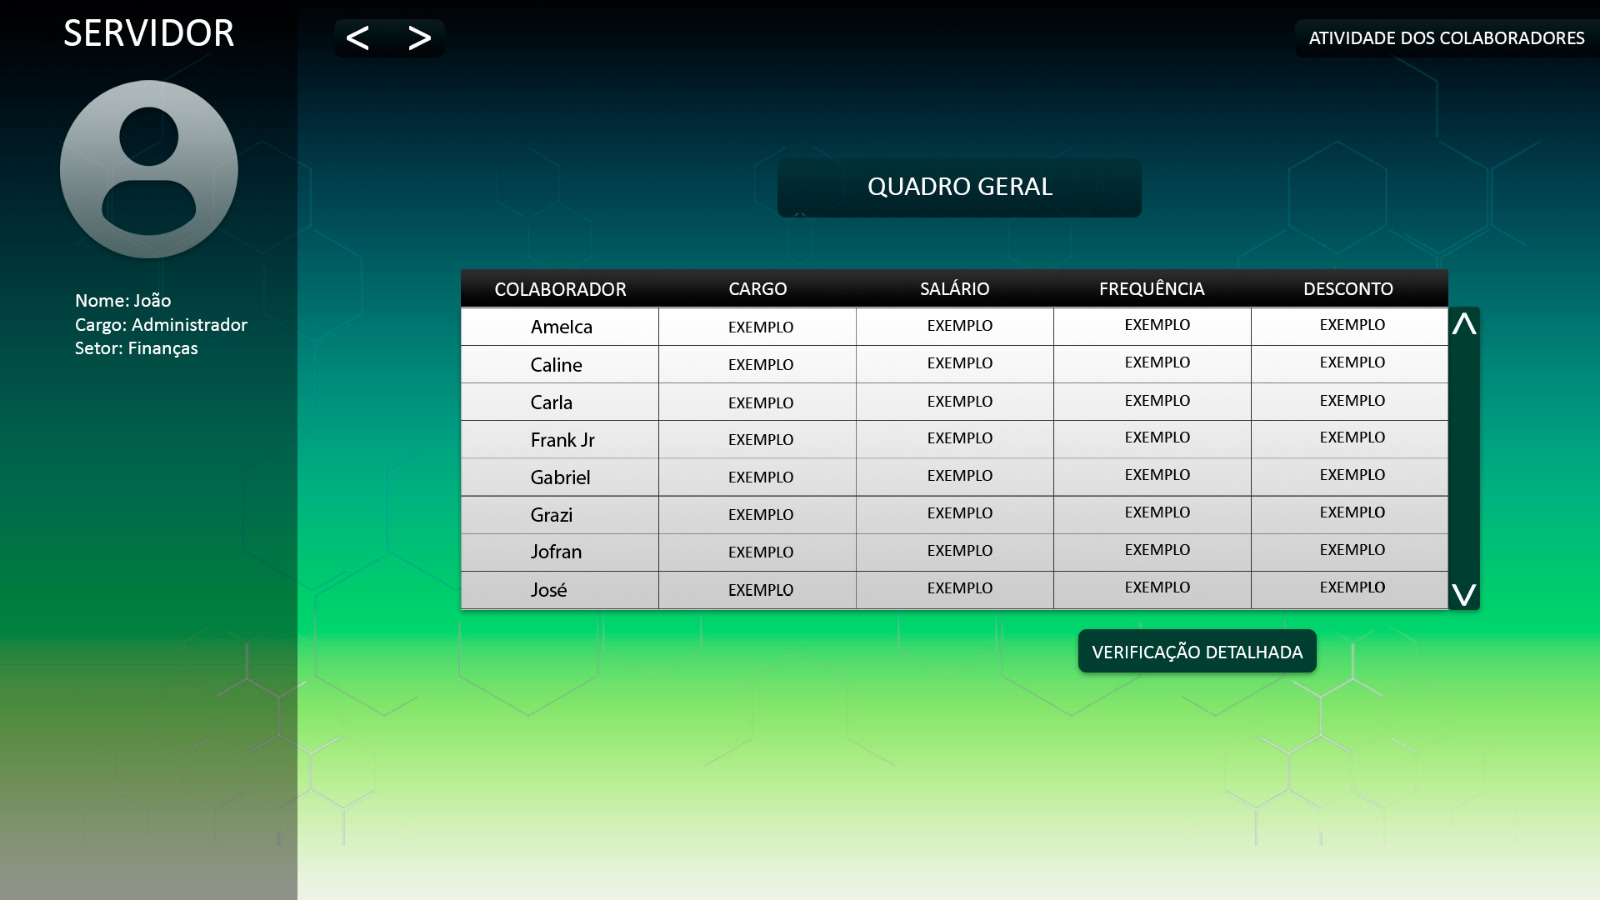 SERVIDOR
< >
ATIVIDADE DOS COLABORADORES
Nome: João
Cargo: Administrador
Setor: Finanças
QUADRO GERAL
COLABORADOR CARGO SALÁRIO FREQUÊNCIA DESCONTO
Amelca EXEMPLO EXEMPLO EXEMPLO EXEMPLO
Caline EXEMPLO EXEMPLO EXEMPLO EXEMPLO
Carla EXEMPLO EXEMPLO EXEMPLO EXEMPLO
Frank Jr EXEMPLO EXEMPLO EXEMPLO EXEMPLO
Gabriel EXEMPLO EXEMPLO EXEMPLO EXEMPLO
Grazi EXEMPLO EXEMPLO EXEMPLO EXEMPLO
Jofran EXEMPLO EXEMPLO EXEMPLO EXEMPLO
José EXEMPLO EXEMPLO EXEMPLO EXEMPLO
VERIFICAÇÃO DETALHADA